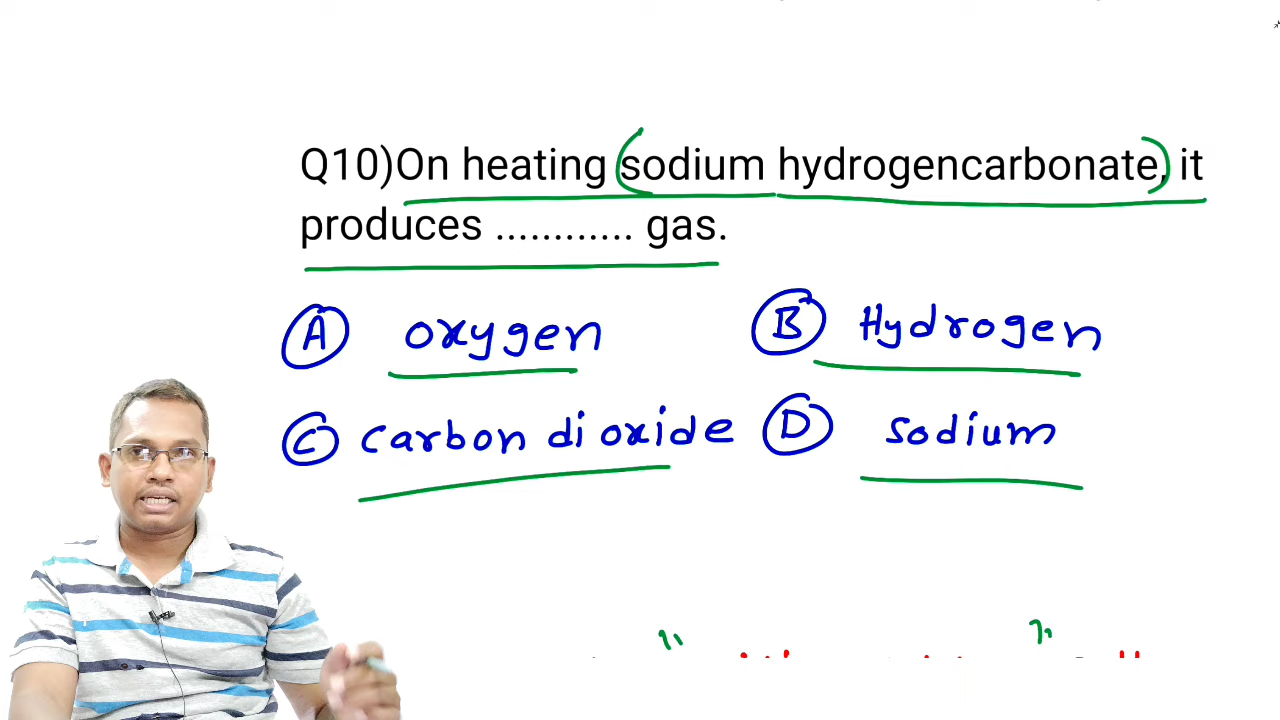 Q10)On heating sodium hydrogencarbonate, it
produces ............ gas.
A oxygen B Hydrogen
C carbon dioxide D sodium